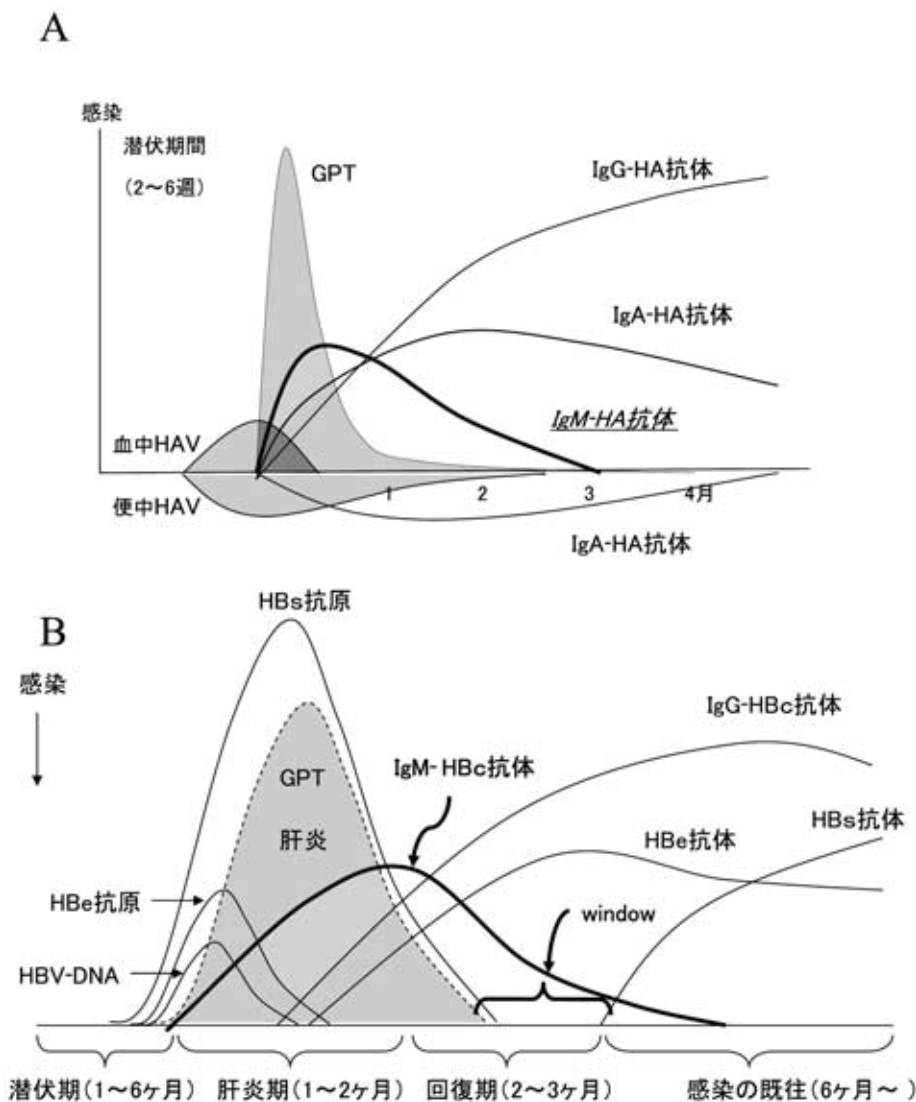 A
感染
潜伏期間
(2～6週)
GPT
IgG-HA抗体
IgA-HA抗体
IgM-HA抗体
血中HAV
便中HAV
1 2 3 4月
IgA-HA抗体
B
HBs抗原
感染
IgG-HBc抗体
IgM-HBc抗体
GPT
肝炎
HBs抗体
HBe抗体
HBe抗原
window
HBV-DNA
潜伏期(1～6ヶ月) 肝炎期(1～2ヶ月) 回復期(2～3ヶ月) 感染の既往(6ヶ月～ )